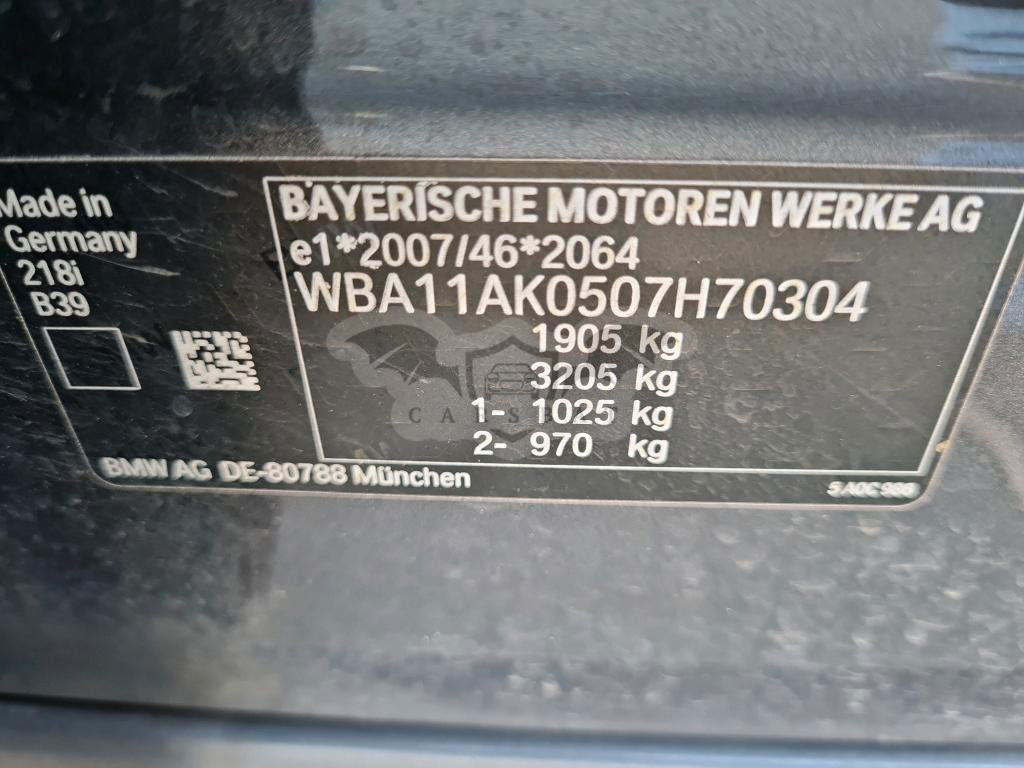 Made in
Germany
218i
B39
BAYERISCHE MOTOREN WERKE AG
e1*2007/46*2064
WBA11AK0507H70304
1905 kg
3205 kg
1- 1025 kg
2- 970 kg
BMW AG DE-80788 München